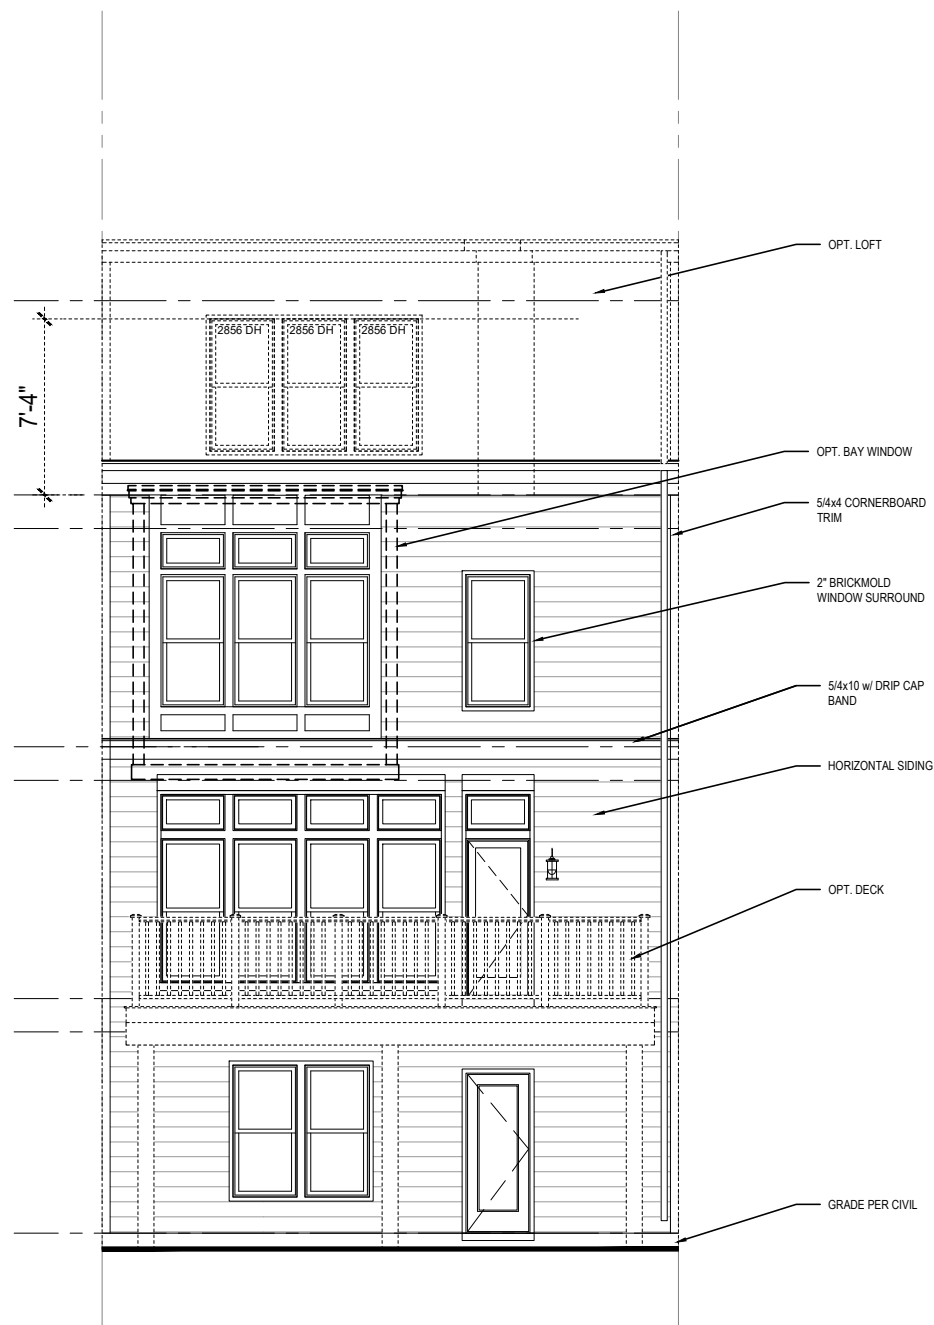 OPT. LOFT
2856 DH 2856 DH 2856 DH
7'-4"
OPT. BAY WINDOW
5/4x4 CORNERBOARD
TRIM
2" BRICKMOLD
WINDOW SURROUND
5/4x10 w/ DRIP CAP
BAND
HORIZONTAL SIDING
OPT. DECK
GRADE PER CIVIL